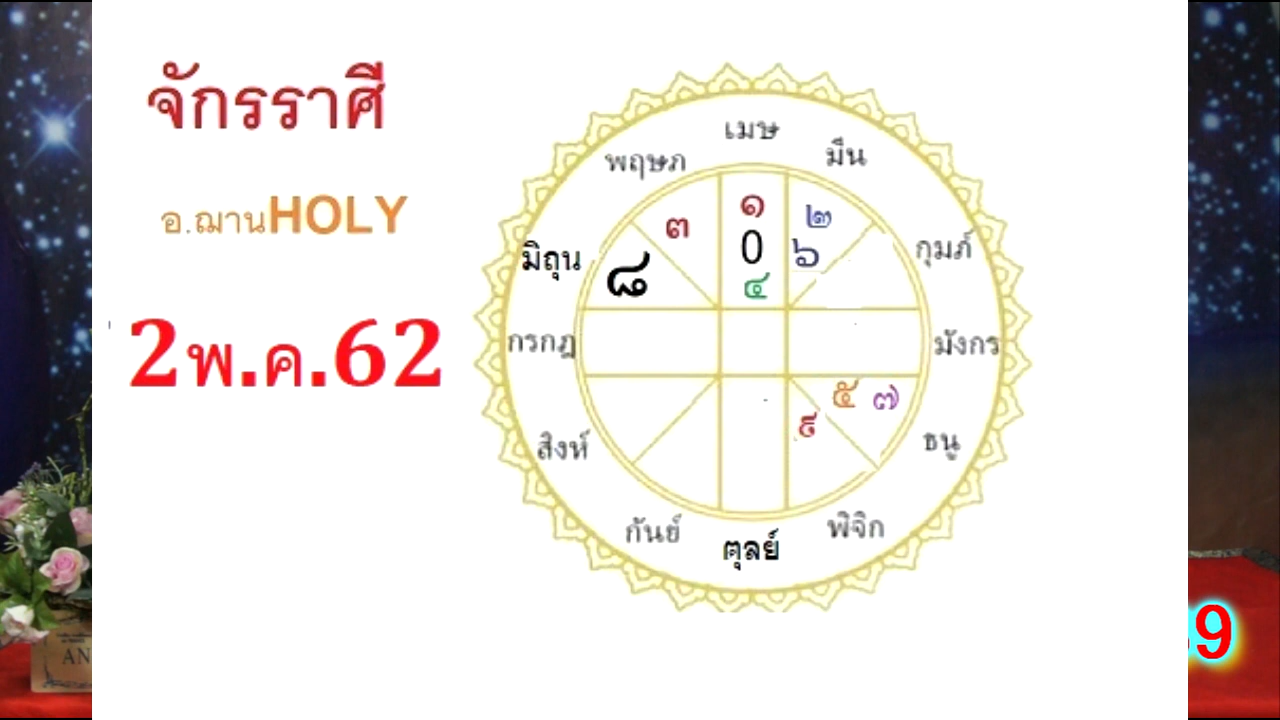 จักรราศี
อ.ฌานHOLY
2พ.ค.62
เมษ
พฤษภ
มีน
มิถุน
กุมภ์
กรกฎ
มังกร
สิงห์
ธนู
กันย์
พิจิก
ตุลย์
๓
๑
๒
๘
0
๖
๔
๕
๗
๙
9
AN